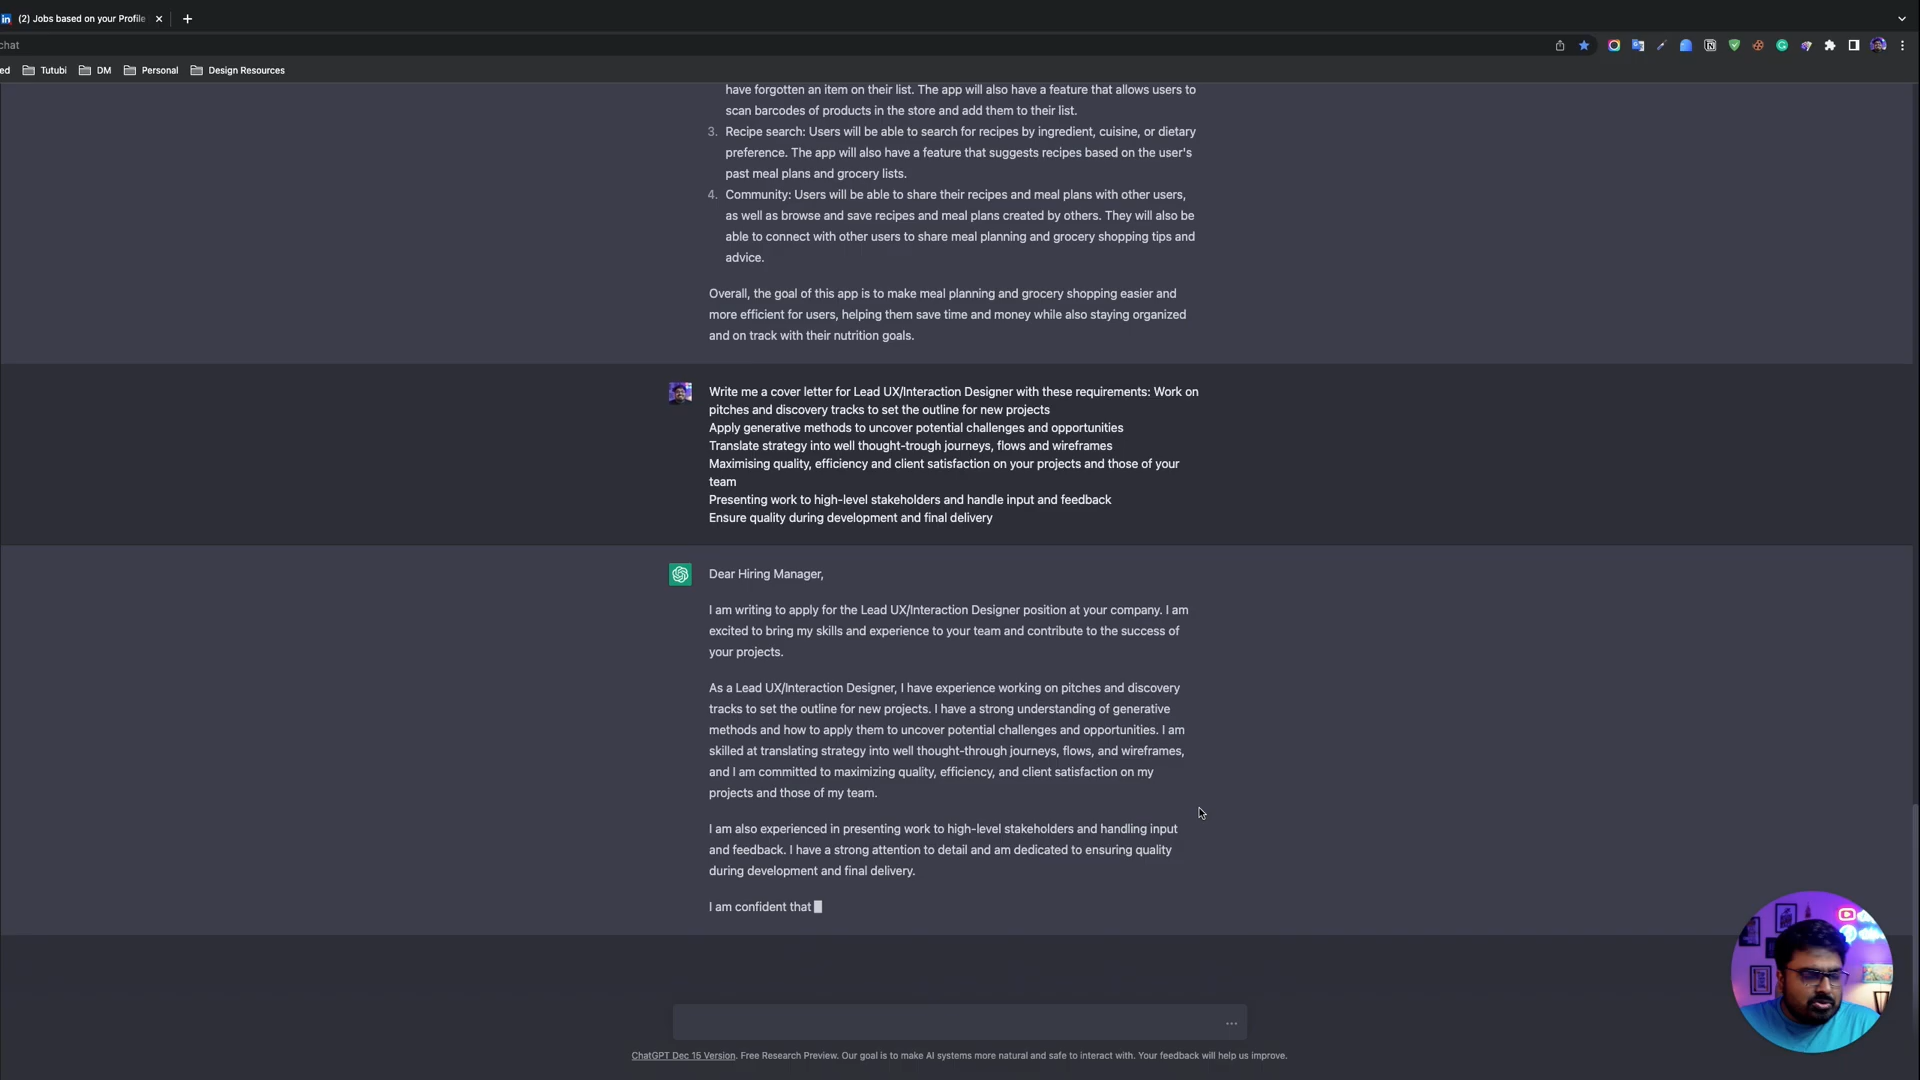 (2) Jobs based on your Profile
chat
ed Tutubi DM Personal Design Resources
have forgotten an item on their list. The app will also have a feature that allows users to
scan barcodes of products in the store and add them to their list.
3. Recipe search: Users will be able to search for recipes by ingredient, cuisine, or dietary
preference. The app will also have a feature that suggests recipes based on the user's
past meal plans and grocery lists.
4. Community: Users will be able to share their recipes and meal plans with other users,
as well as browse and save recipes and meal plans created by others. They will also be
able to connect with other users to share meal planning and grocery shopping tips and
advice.
Overall, the goal of this app is to make meal planning and grocery shopping easier and
more efficient for users, helping them save time and money while also staying organized
and on track with their nutrition goals.
Write me a cover letter for Lead UX/Interaction Designer with these requirements: Work on
pitches and discovery tracks to set the outline for new projects
Apply generative methods to uncover potential challenges and opportunities
Translate strategy into well thought-trough journeys, flows and wireframes
Maximising quality, efficiency and client satisfaction on your projects and those of your
team
Presenting work to high-level stakeholders and handle input and feedback
Ensure quality during development and final delivery
Dear Hiring Manager,
I am writing to apply for the Lead UX/Interaction Designer position at your company. I am
excited to bring my skills and experience to your team and contribute to the success of
your projects.
As a Lead UX/Interaction Designer, I have experience working on pitches and discovery
tracks to set the outline for new projects. I have a strong understanding of generative
methods and how to apply them to uncover potential challenges and opportunities. I am
skilled at translating strategy into well thought-through journeys, flows, and wireframes,
and I am committed to maximizing quality, efficiency, and client satisfaction on my
projects and those of my team.
I am also experienced in presenting work to high-level stakeholders and handling input
and feedback. I have a strong attention to detail and am dedicated to ensuring quality
during development and final delivery.
I am confident that
ChatGPT Dec 15 Version. Free Research Preview. Our goal is to make AI systems more natural and safe to interact with. Your feedback will help us improve.